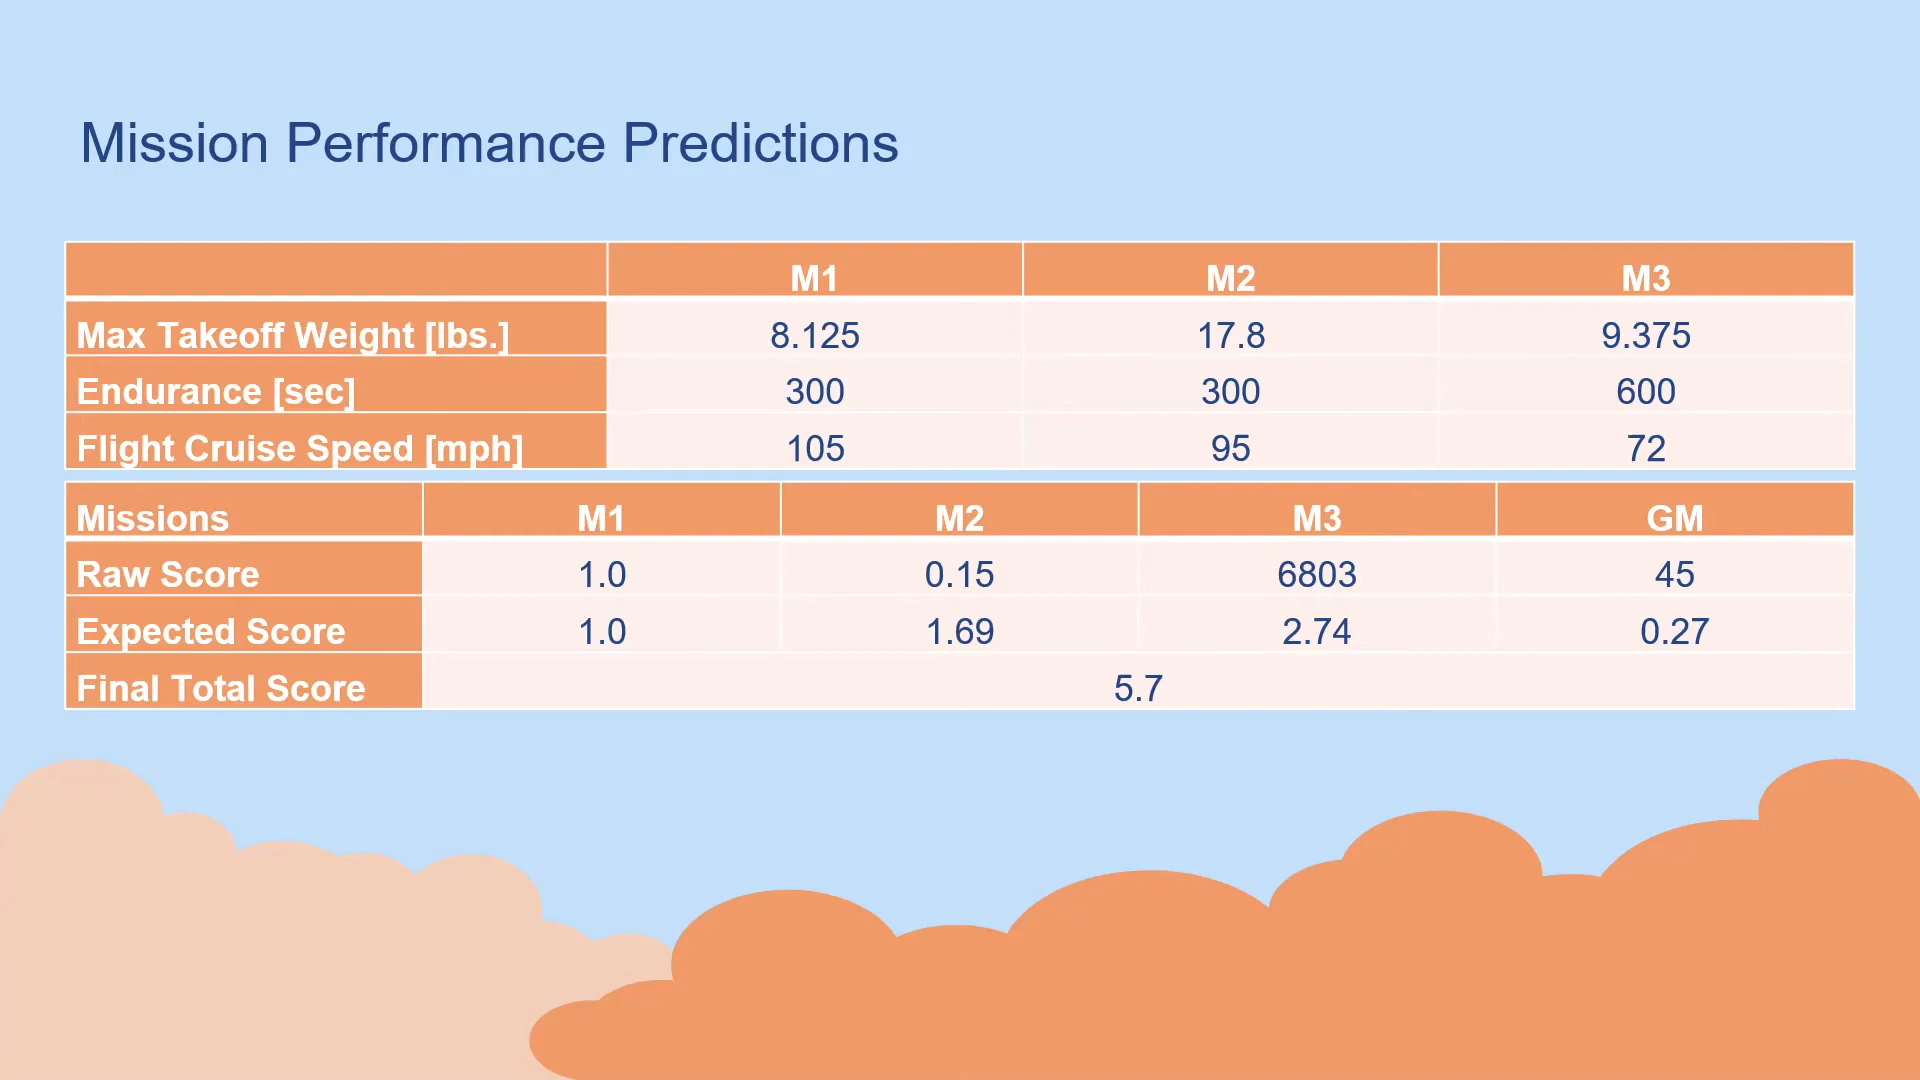 Mission Performance Predictions
M1 M2 M3
Max Takeoff Weight [lbs.] 8.125 17.8 9.375
Endurance [sec] 300 300 600
Flight Cruise Speed [mph] 105 95 72
Missions M1 M2 M3 GM
Raw Score 1.0 0.15 6803 45
Expected Score 1.0 1.69 2.74 0.27
Final Total Score 5.7